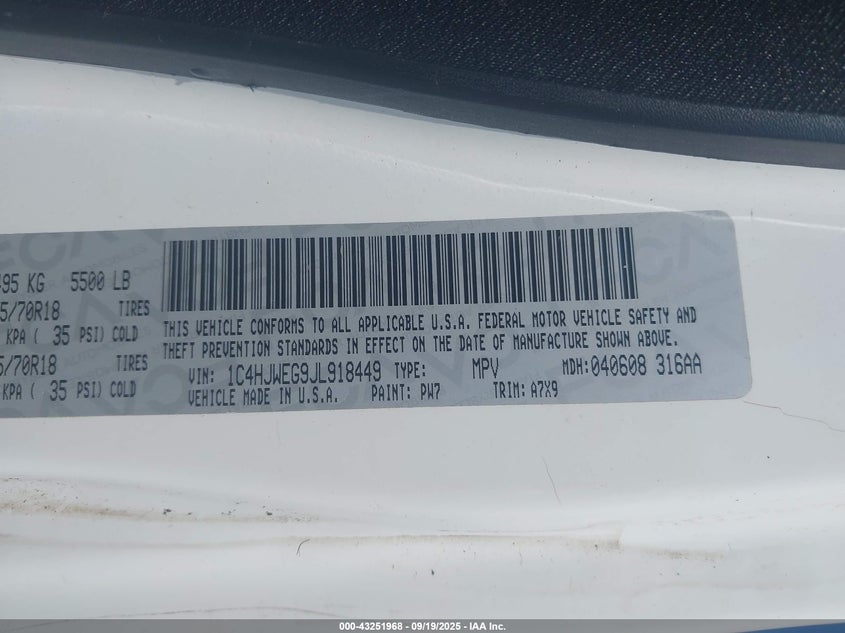 495 KG 5500 LB
5/70R18 TIRES
KPA ( 35 PSI) COLD
5/70R18 TIRES
KPA ( 35 PSI) COLD
THIS VEHICLE CONFORMS TO ALL APPLICABLE U.S.A. FEDERAL MOTOR VEHICLE SAFETY AND
THEFT PREVENTION STANDARDS IN EFFECT ON THE DATE OF MANUFACTURE SHOWN ABOVE.
VIN: 1C4HJWEG9JL918449 TYPE: MPV MDH: 040608 316AA
VEHICLE MADE IN U.S.A. PAINT: PW7 TRIM: A7X9
000-43251968 - 09/19/2025 - IAA Inc.